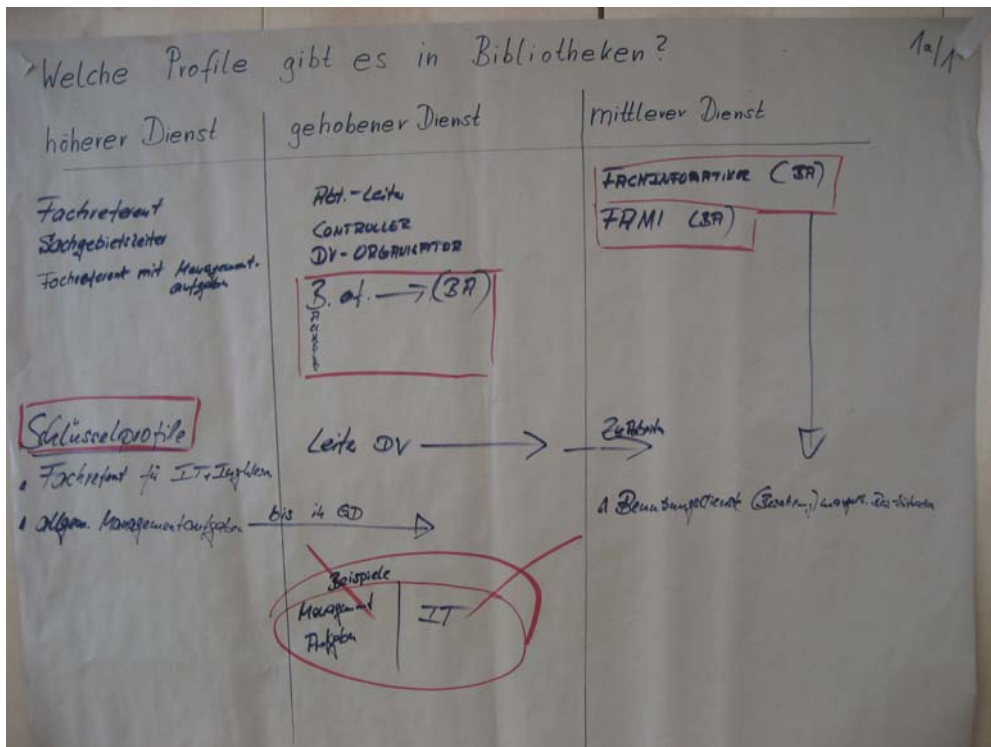 Welche Profile gibt es in Bibliotheken?
1a/1
höherer Dienst
gehobener Dienst
mittlerer Dienst
Fachreferent
Sachgebietsleiter
Fachreferent mit Management-
aufgaben
Abt.-Leiter
CONTROLLER
DV-ORGANISATOR
B. (BA)
FACHINFORMATIKER (BA)
FAMI (BA)
Schlüsselprofile
Fachreferent für IT
allgem. Managementaufgaben
bis in GD
Leiter DV
Zuarbeiten
Benutzungsdienste
Beispiele
Management
Aufgaben
IT